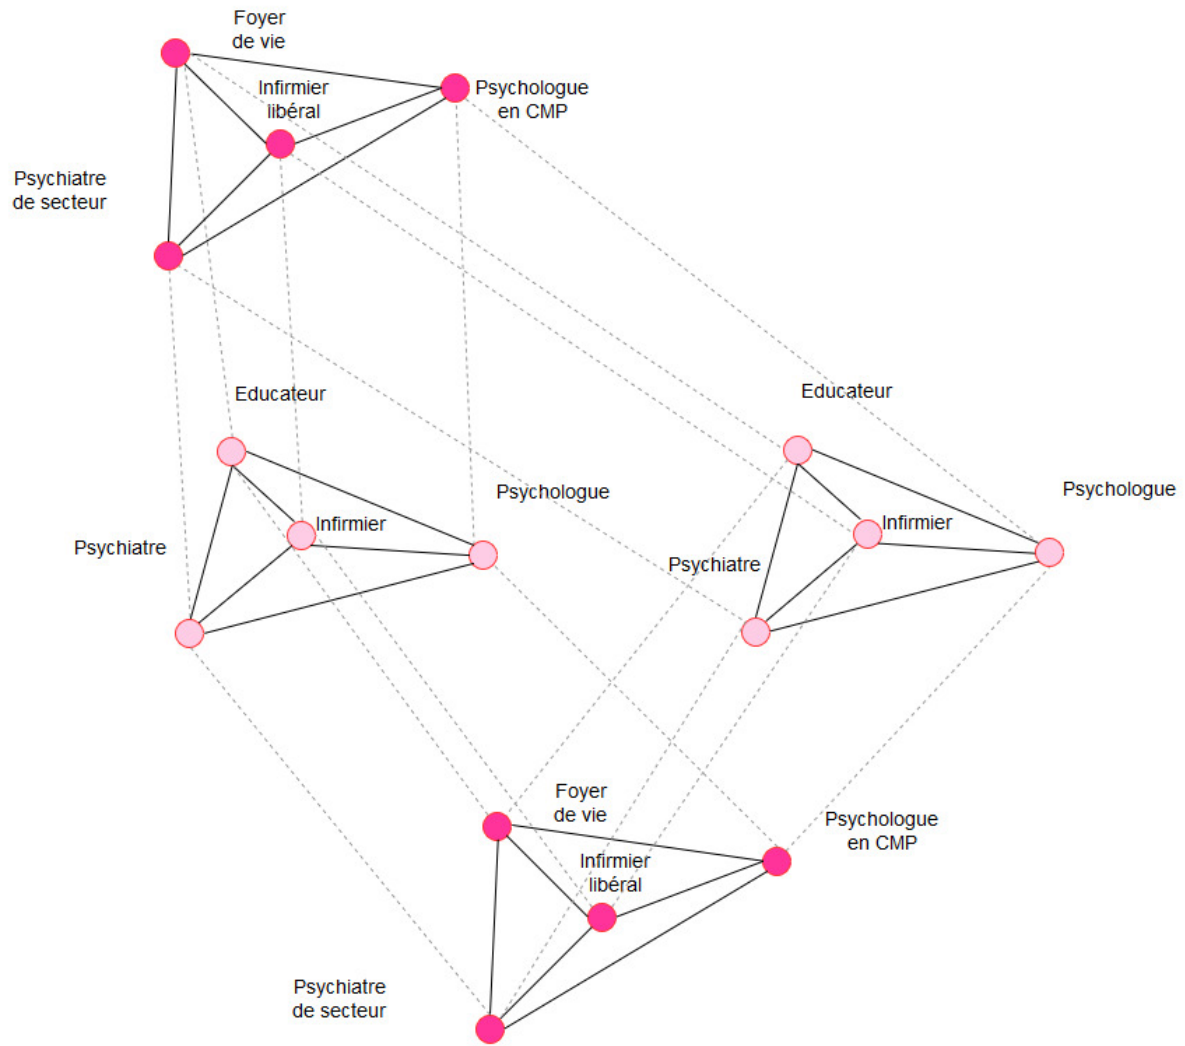 Foyer
de vie
Infirmier
libéral
Psychologue
en CMP
Psychiatre
de secteur
Educateur
Psychologue
Infirmier
Psychiatre
Educateur
Psychologue
Infirmier
Psychiatre
Foyer
de vie
Psychologue
en CMP
Infirmier
libéral
Psychiatre
de secteur